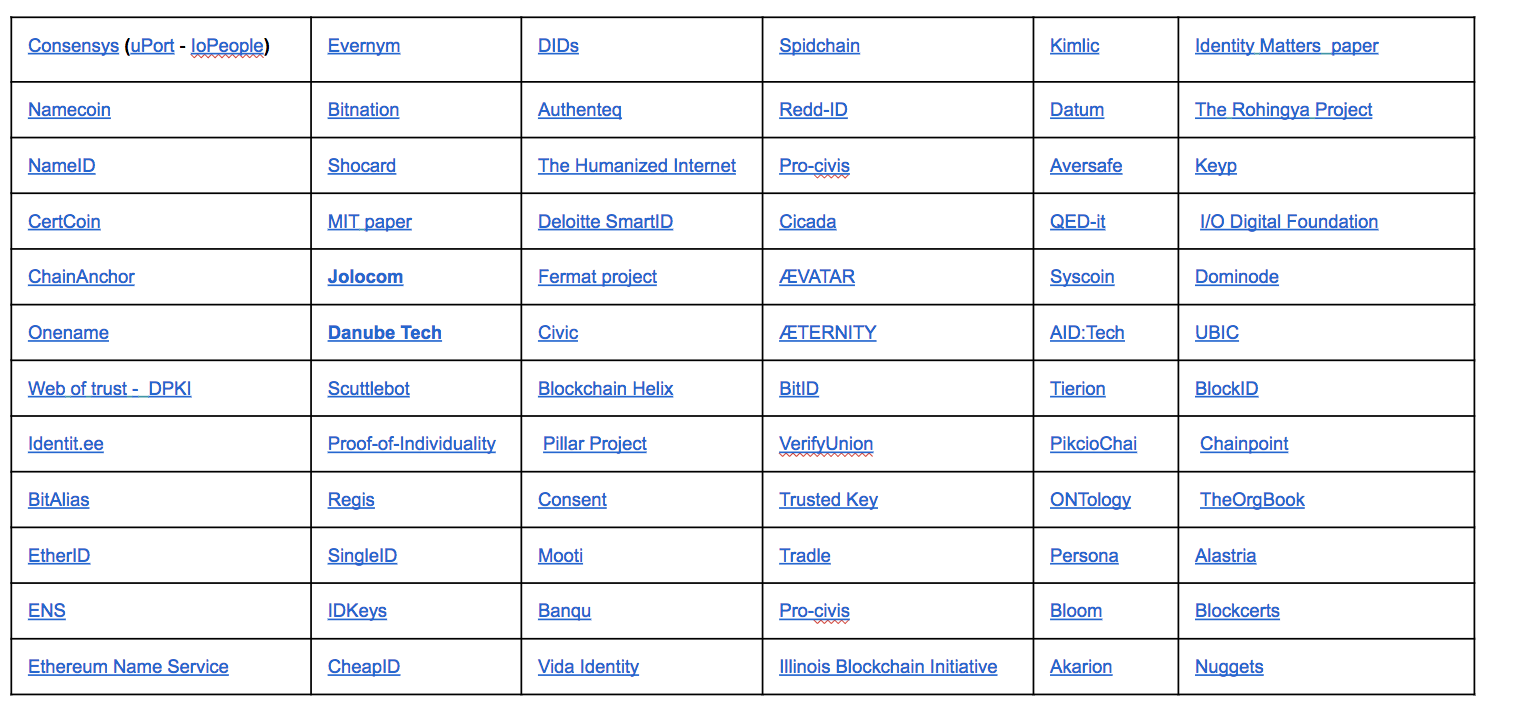 Consensys (uPort - IoPeople) Evernym DIDs Spidchain Kimlic Identity Matters paper
Namecoin Bitnation Authenteq Redd-ID Datum The Rohingya Project
NameID Shocard The Humanized Internet Pro-civis Aversafe Keyp
CertCoin MIT paper Deloitte SmartID Cicada QED-it I/O Digital Foundation
ChainAnchor Jolocom Fermat project ÆVATAR Syscoin Dominode
Onename Danube Tech Civic ÆTERNITY AID:Tech UBIC
Web of trust - DPKI Scuttlebot Blockchain Helix BitID Tierion BlockID
Identit.ee Proof-of-Individuality Pillar Project VerifyUnion PikcioChai Chainpoint
BitAlias Regis Consent Trusted Key ONTology TheOrgBook
EtherID SingleID Mooti Tradle Persona Alastria
ENS IDKeys Banqu Pro-civis Bloom Blockcerts
Ethereum Name Service CheapID Vida Identity Illinois Blockchain Initiative Akarion Nuggets